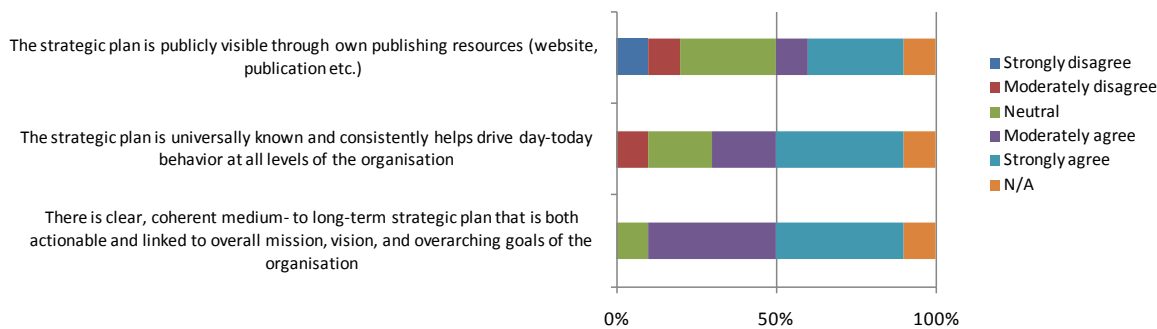 The strategic plan is publicly visible through own publishing resources (website,
publication etc.)
The strategic plan is universally known and consistently helps drive day-today
behavior at all levels of the organisation
There is clear, coherent medium- to long-term strategic plan that is both
actionable and linked to overall mission, vision, and overarching goals of the
organisation
0%
50%
100%
Strongly disagree
Moderately disagree
Neutral
Moderately agree
Strongly agree
N/A